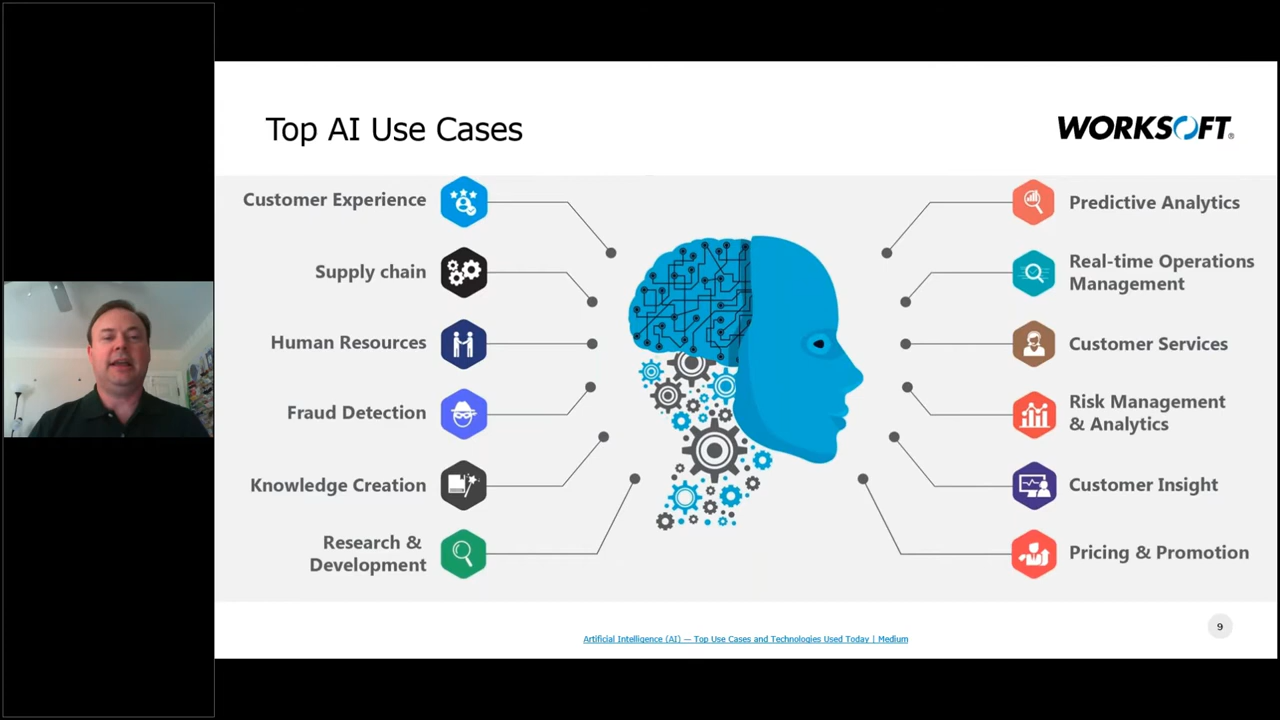 Top AI Use Cases
WORKSOFT®
Customer Experience
Supply chain
Human Resources
Fraud Detection
Knowledge Creation
Research &
Development
Predictive Analytics
Real-time Operations
Management
Customer Services
Risk Management
& Analytics
Customer Insight
Pricing & Promotion
9
Artificial Intelligence (AI) — Top Use Cases and Technologies Used Today | Medium